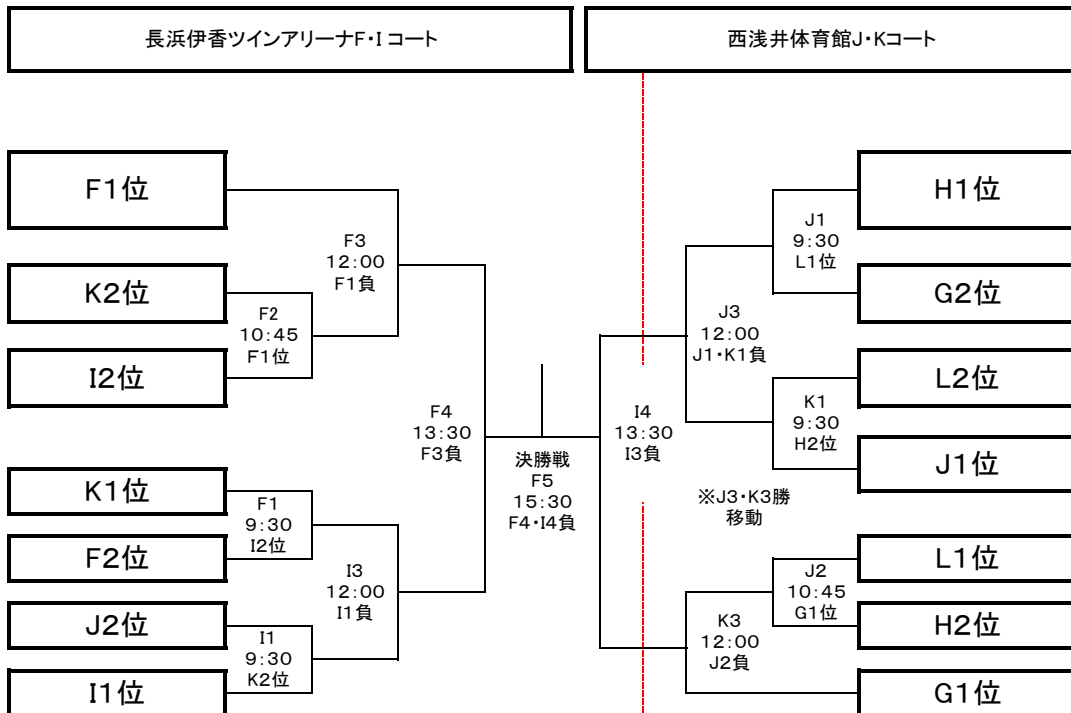 長浜伊香ツインアリーナF・I コート
西浅井体育館J・Kコート
F1位
K2位
I2位
K1位
F2位
J2位
I1位
F3
12:00
F1負
F2
10:45
F1位
F1
9:30
I2位
I3
12:00
I1負
I1
9:30
K2位
F4
13:30
F3負
決勝戦
F5
15:30
F4・I4負
I4
13:30
I3負
J3
12:00
J1・K1負
J1
9:30
L1位
K1
9:30
H2位
※J3・K3勝
移動
J2
10:45
G1位
K3
12:00
J2負
H1位
G2位
L2位
J1位
L1位
H2位
G1位